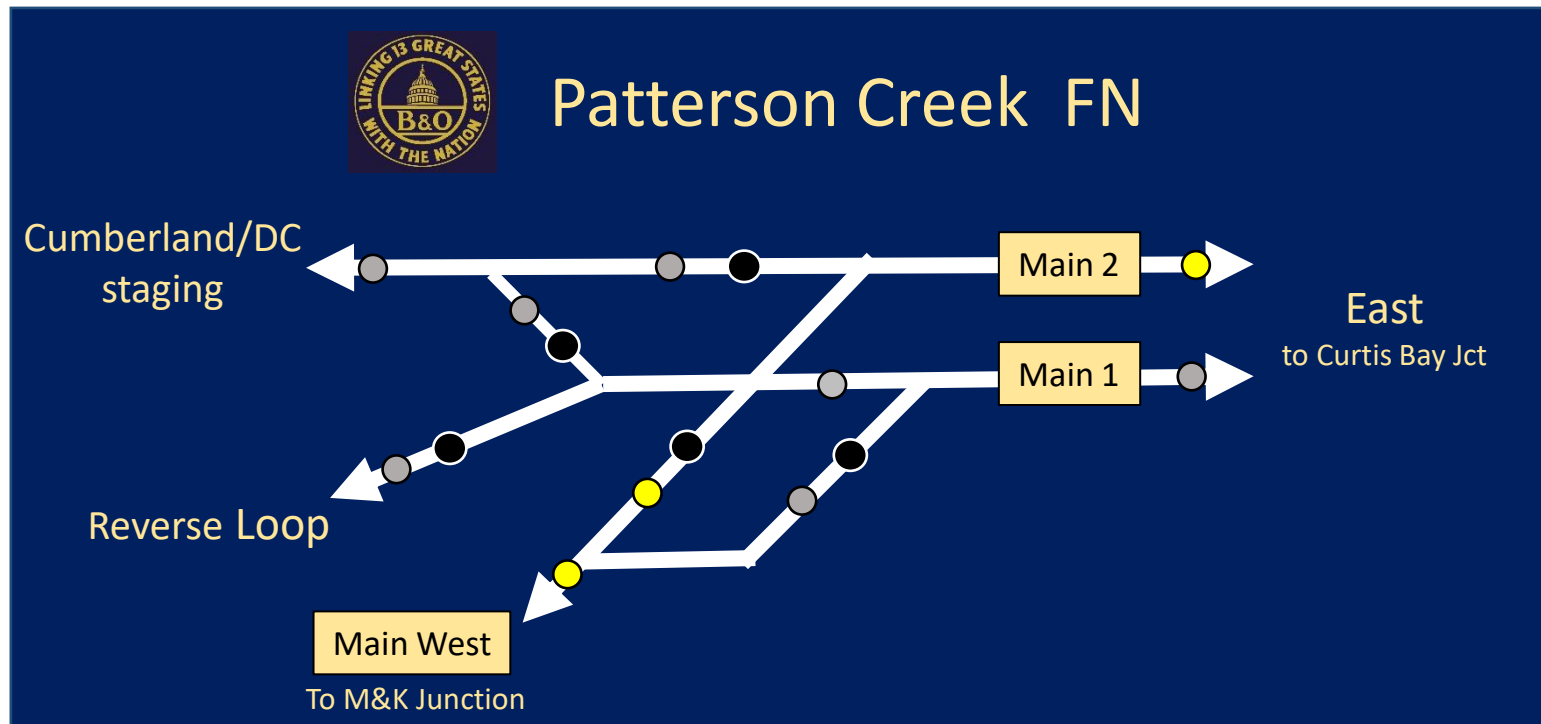 LINKING 13 GREAT STATES
B&O
WITH THE NATION
Patterson Creek FN
Cumberland/DC
staging
Main 2
East
to Curtis Bay Jct
Main 1
Reverse Loop
Main West
To M&K Junction